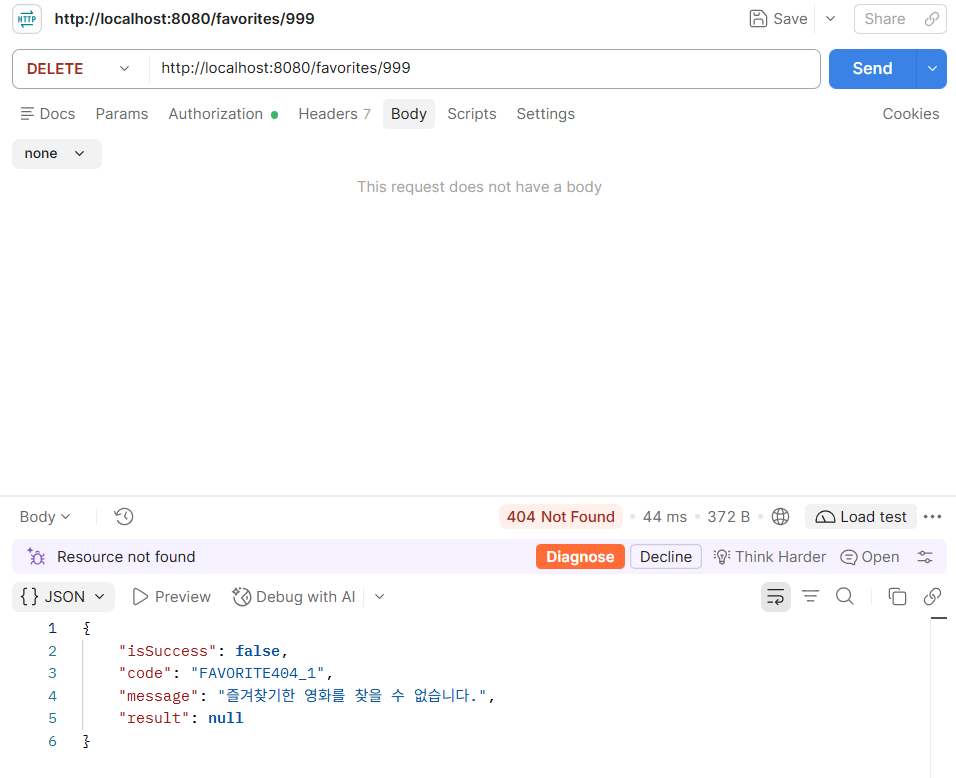 HTTP http://localhost:8080/favorites/999 Save Share
DELETE http://localhost:8080/favorites/999 Send
Docs Params Authorization Headers 7 Body Scripts Settings Cookies
none
This request does not have a body
Body 404 Not Found 44 ms 372 B Load test
Resource not found Diagnose Decline Think Harder Open
{} JSON Preview Debug with AI
1 {
2 "isSuccess": false,
3 "code": "FAVORITE404_1",
4 "message": "즐겨찾기한 영화를 찾을 수 없습니다.",
5 "result": null
6 }